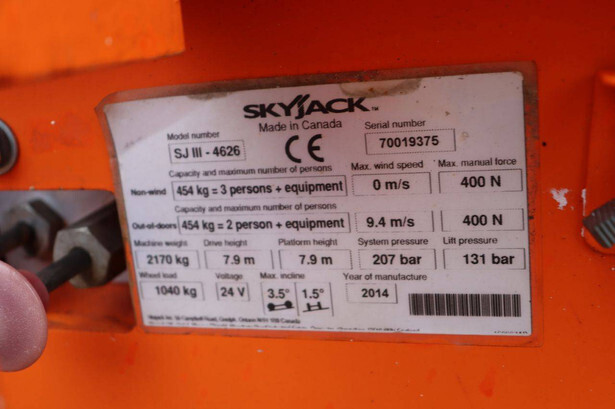 SKYJACK™
Made in Canada
Model number
SJ III - 4626
CE
Serial number
70019375
Capacity and maximum number of persons
Max. wind speed
Max. manual force
Non-wind
454 kg = 3 persons + equipment
0 m/s
400 N
Capacity and maximum number of persons
Out-of-doors
454 kg = 2 person + equipment
9.4 m/s
400 N
Machine weight
Drive height
Platform height
System pressure
Lift pressure
2170 kg
7.9 m
7.9 m
207 bar
131 bar
Wheel load
Voltage
Max. incline
Year of manufacture
1040 kg
24 V
3.5°
1.5°
2014